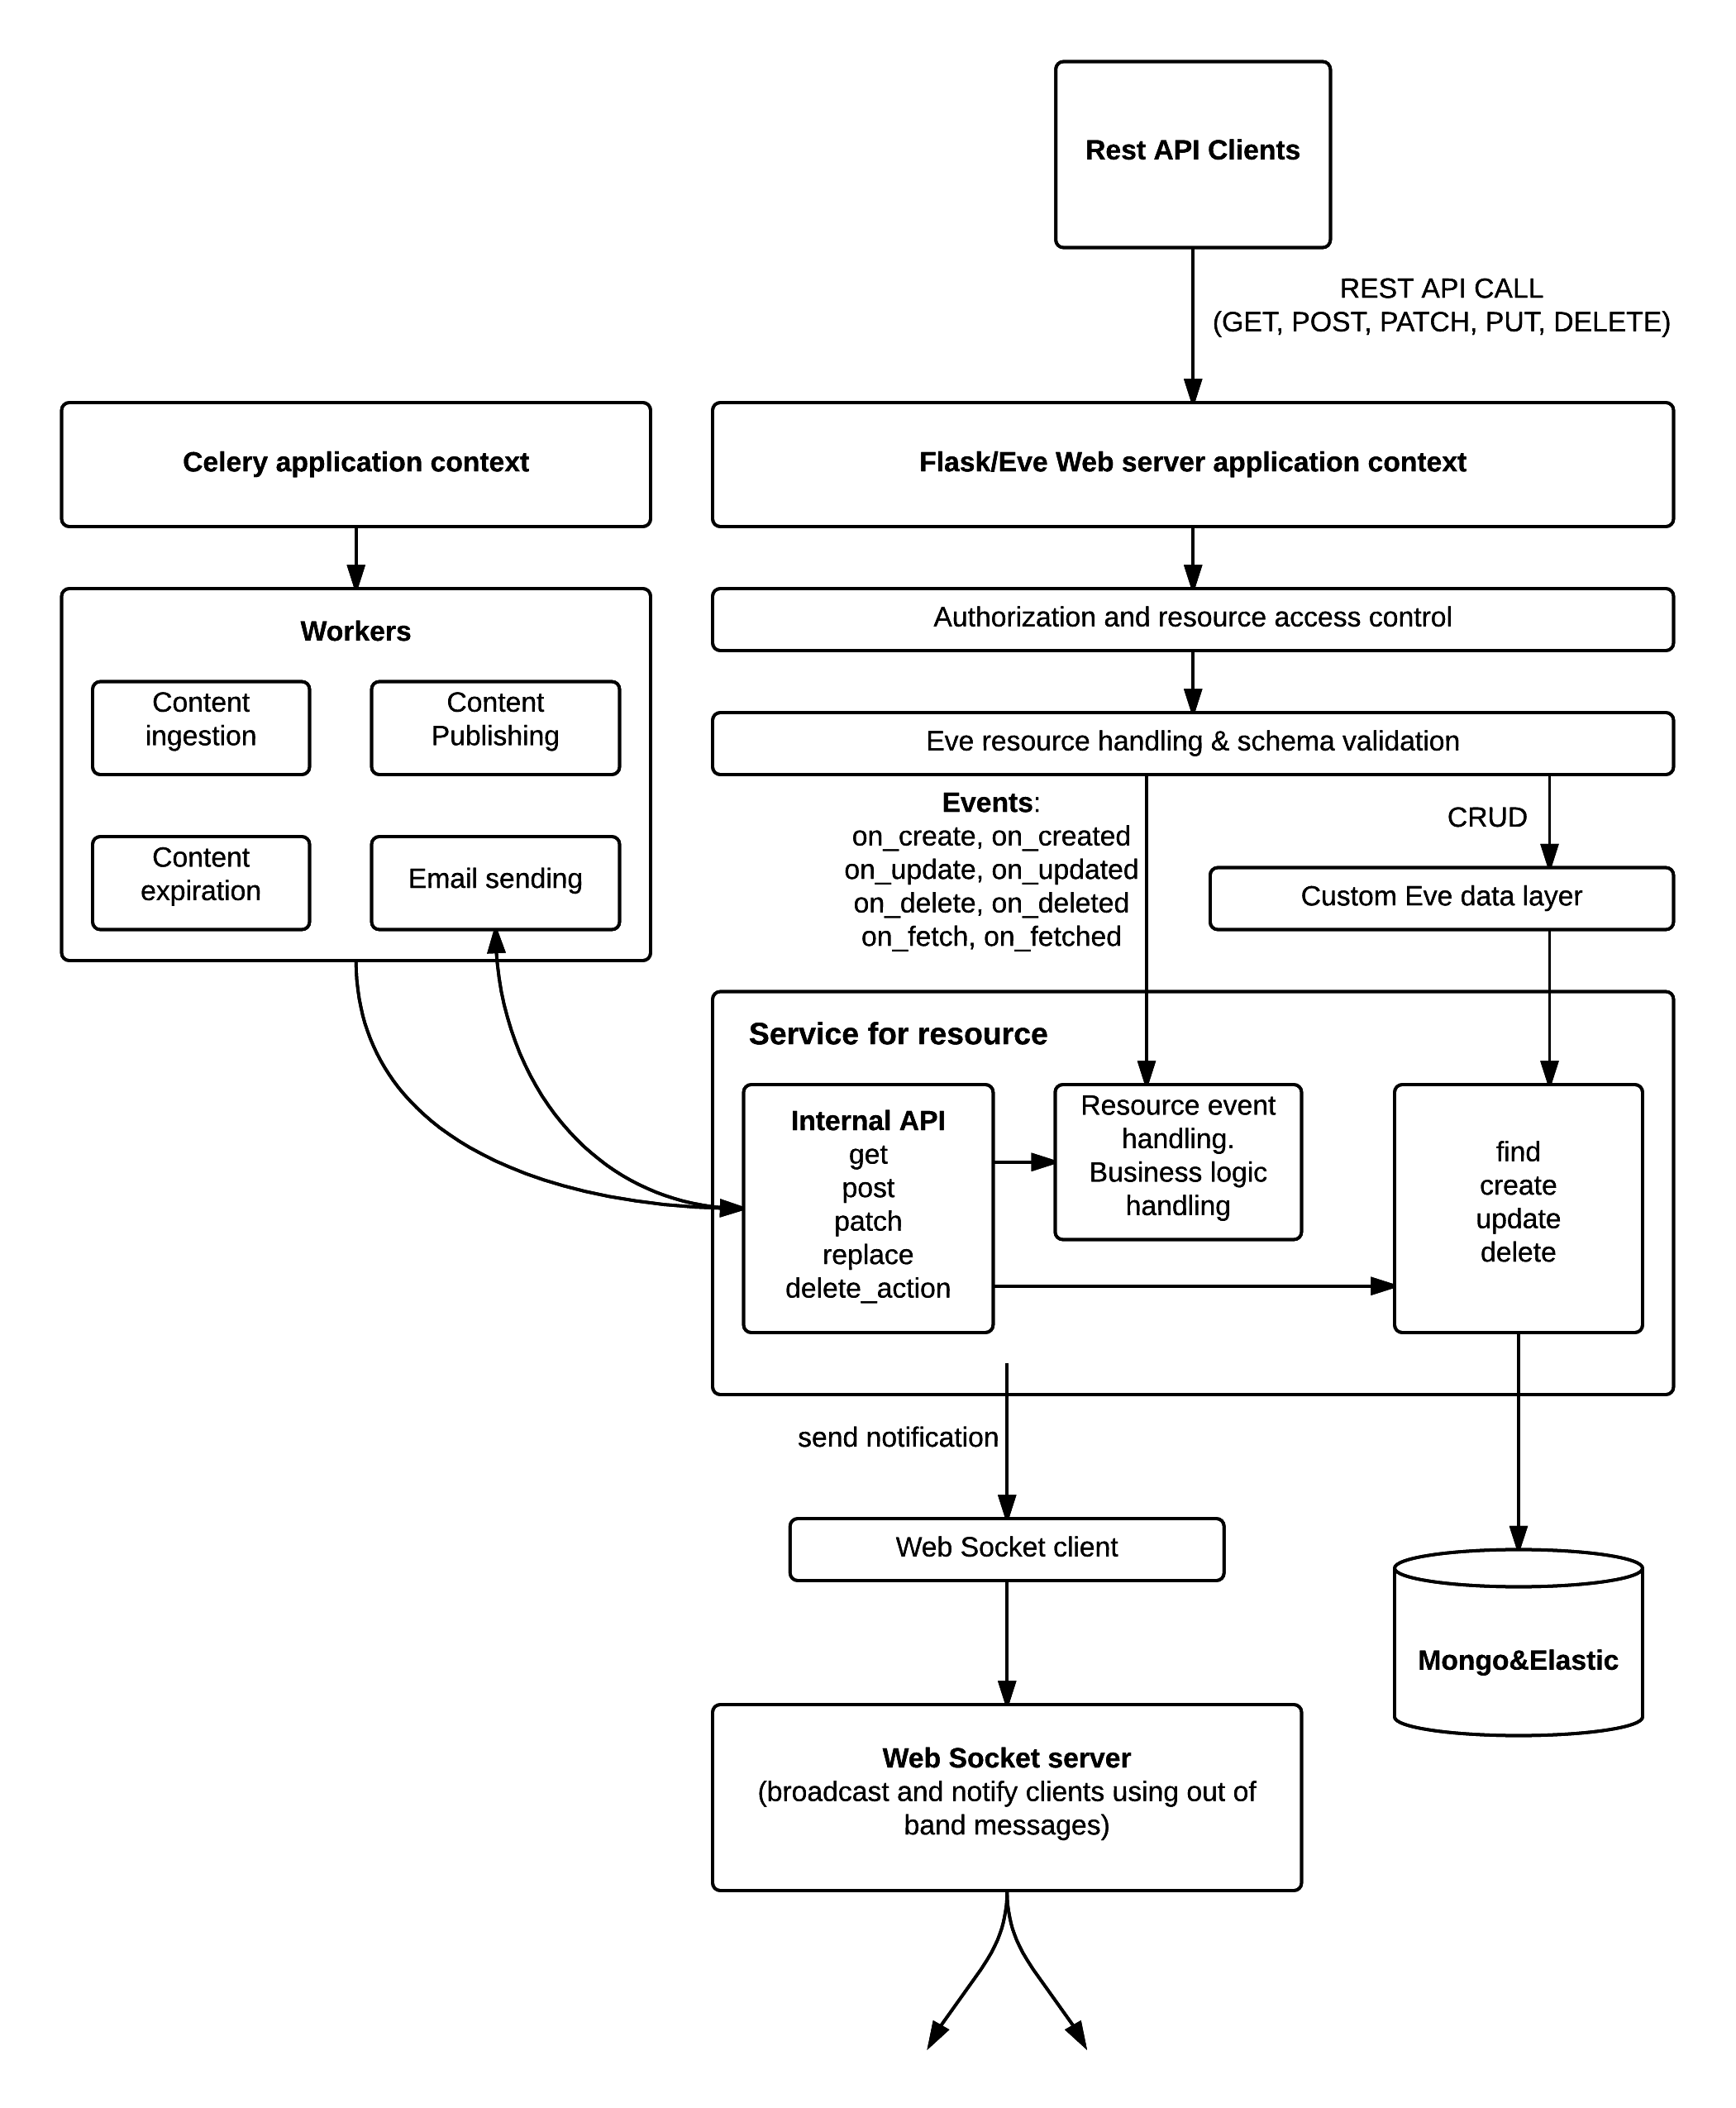 Rest API Clients
REST API CALL
(GET, POST, PATCH, PUT, DELETE)
Celery application context
Flask/Eve Web server application context
Workers
Content
ingestion
Content
Publishing
Content
expiration
Email sending
Authorization and resource access control
Eve resource handling & schema validation
Events:
on_create, on_created
on_update, on_updated
on_delete, on_deleted
on_fetch, on_fetched
CRUD
Custom Eve data layer
Service for resource
Internal API
get
post
patch
replace
delete_action
Resource event
handling.
Business logic
handling
find
create
update
delete
send notification
Web Socket client
Mongo&Elastic
Web Socket server
(broadcast and notify clients using out of
band messages)